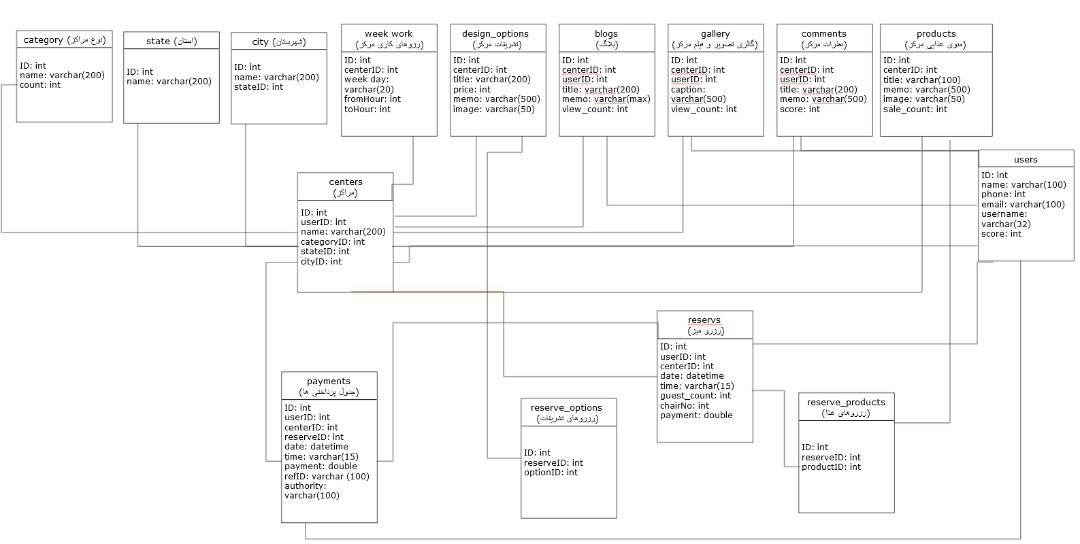 category (نوع مراکز)
ID: int
name: varchar(200)
count: int
state (استان)
ID: int
name: varchar(200)
city (شهرستان)
ID: int
name: varchar(200)
stateID: int
week work
(رزوهای کاری مرکز)
ID: int
centerID: int
week day:
varchar(20)
fromHour: int
toHour: int
design_options
(تشریفات مرکز)
ID: int
centerID: int
title: varchar(200)
price: int
memo: varchar(500)
image: varchar(50)
blogs
(بلاگ)
ID: int
centerID: int
userID: int
title: varchar(200)
memo: varchar(max)
view_count: int
gallery
(گالری تصویر و فیلم مرکز)
ID: int
centerID: int
userID: int
caption:
varchar(500)
view_count: int
comments
(نظرات مرکز)
ID: int
centerID: int
userID: int
title: varchar(200)
memo: varchar(500)
score: int
products
(منوی غذایی مرکز)
ID: int
centerID: int
title: varchar(100)
memo: varchar(500)
image: varchar(50)
sale_count: int
users
ID: int
name: varchar(100)
phone: int
email: varchar(100)
username:
varchar(32)
score: int
centers
(مراکز)
ID: int
userID: int
name: varchar(200)
categoryID: int
stateID: int
cityID: int
reservs
(رزرو میز)
ID: int
userID: int
centerID: int
date: datetime
time: varchar(15)
guest_count: int
chairNo: int
payment: double
payments
(جدول پرداختی ها)
ID: int
userID: int
centerID: int
reserveID: int
date: datetime
time: varchar(15)
payment: double
refID: varchar (100)
authority:
varchar(100)
reserve_options
(رزروهای تشریفات)
ID: int
reserveID: int
optionID: int
reserve_products
(رزروهای غذا)
ID: int
reserveID: int
productID: int